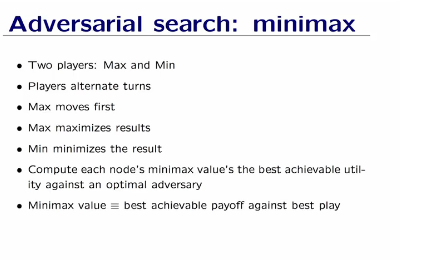 Adversarial search: minimax
• Two players: Max and Min
• Players alternate turns
• Max moves first
• Max maximizes results
• Min minimizes the result
• Compute each node's minimax value's the best achievable util-
ity against an optimal adversary
• Minimax value ≡ best achievable payoff against best play